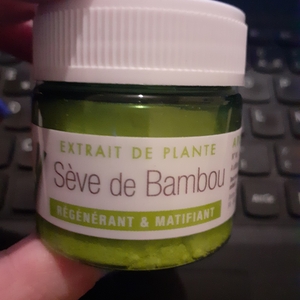 EXTRAIT DE PLANTE
Sève de Bambou
RÉGÉNÉRANT & MATIFIANT